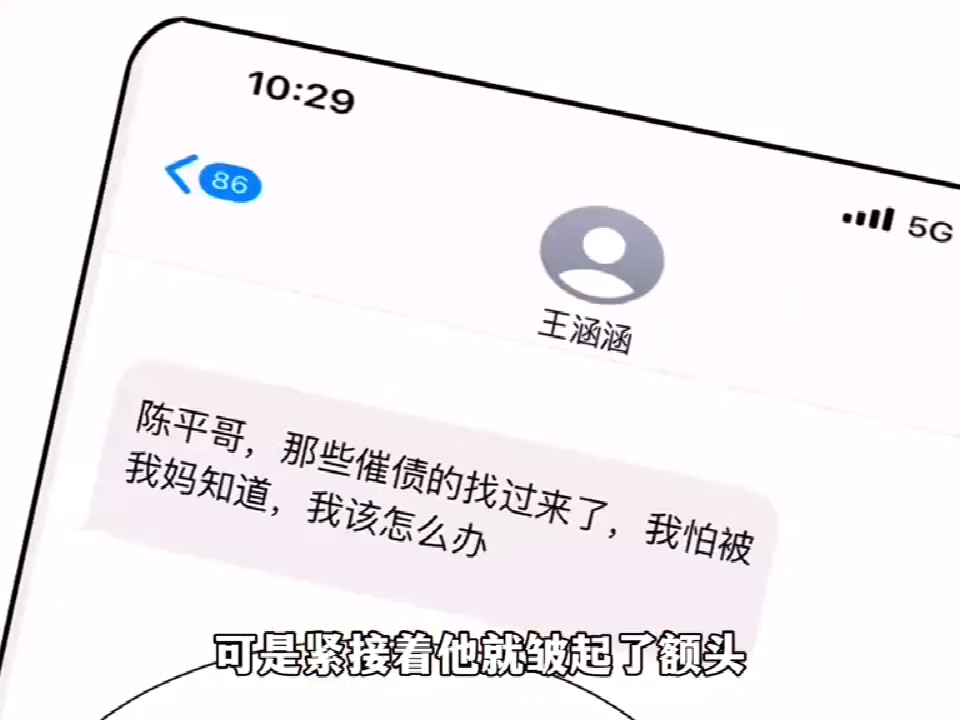 10:29
86
5G
王涵涵
陈平哥，那些催债的找过来了，我怕被
我妈知道，我该怎么办
可是紧接着他就皱起了额头